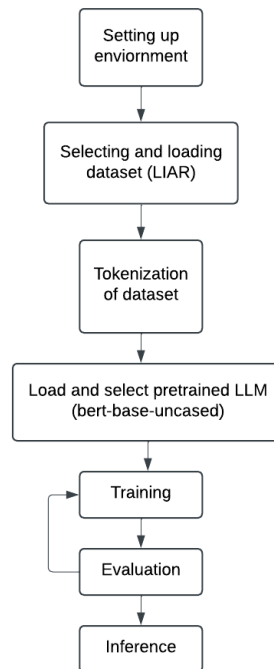 Setting up
enviornment
Selecting and loading
dataset (LIAR)
Tokenization
of dataset
Load and select pretrained LLM
(bert-base-uncased)
Training
Evaluation
Inference